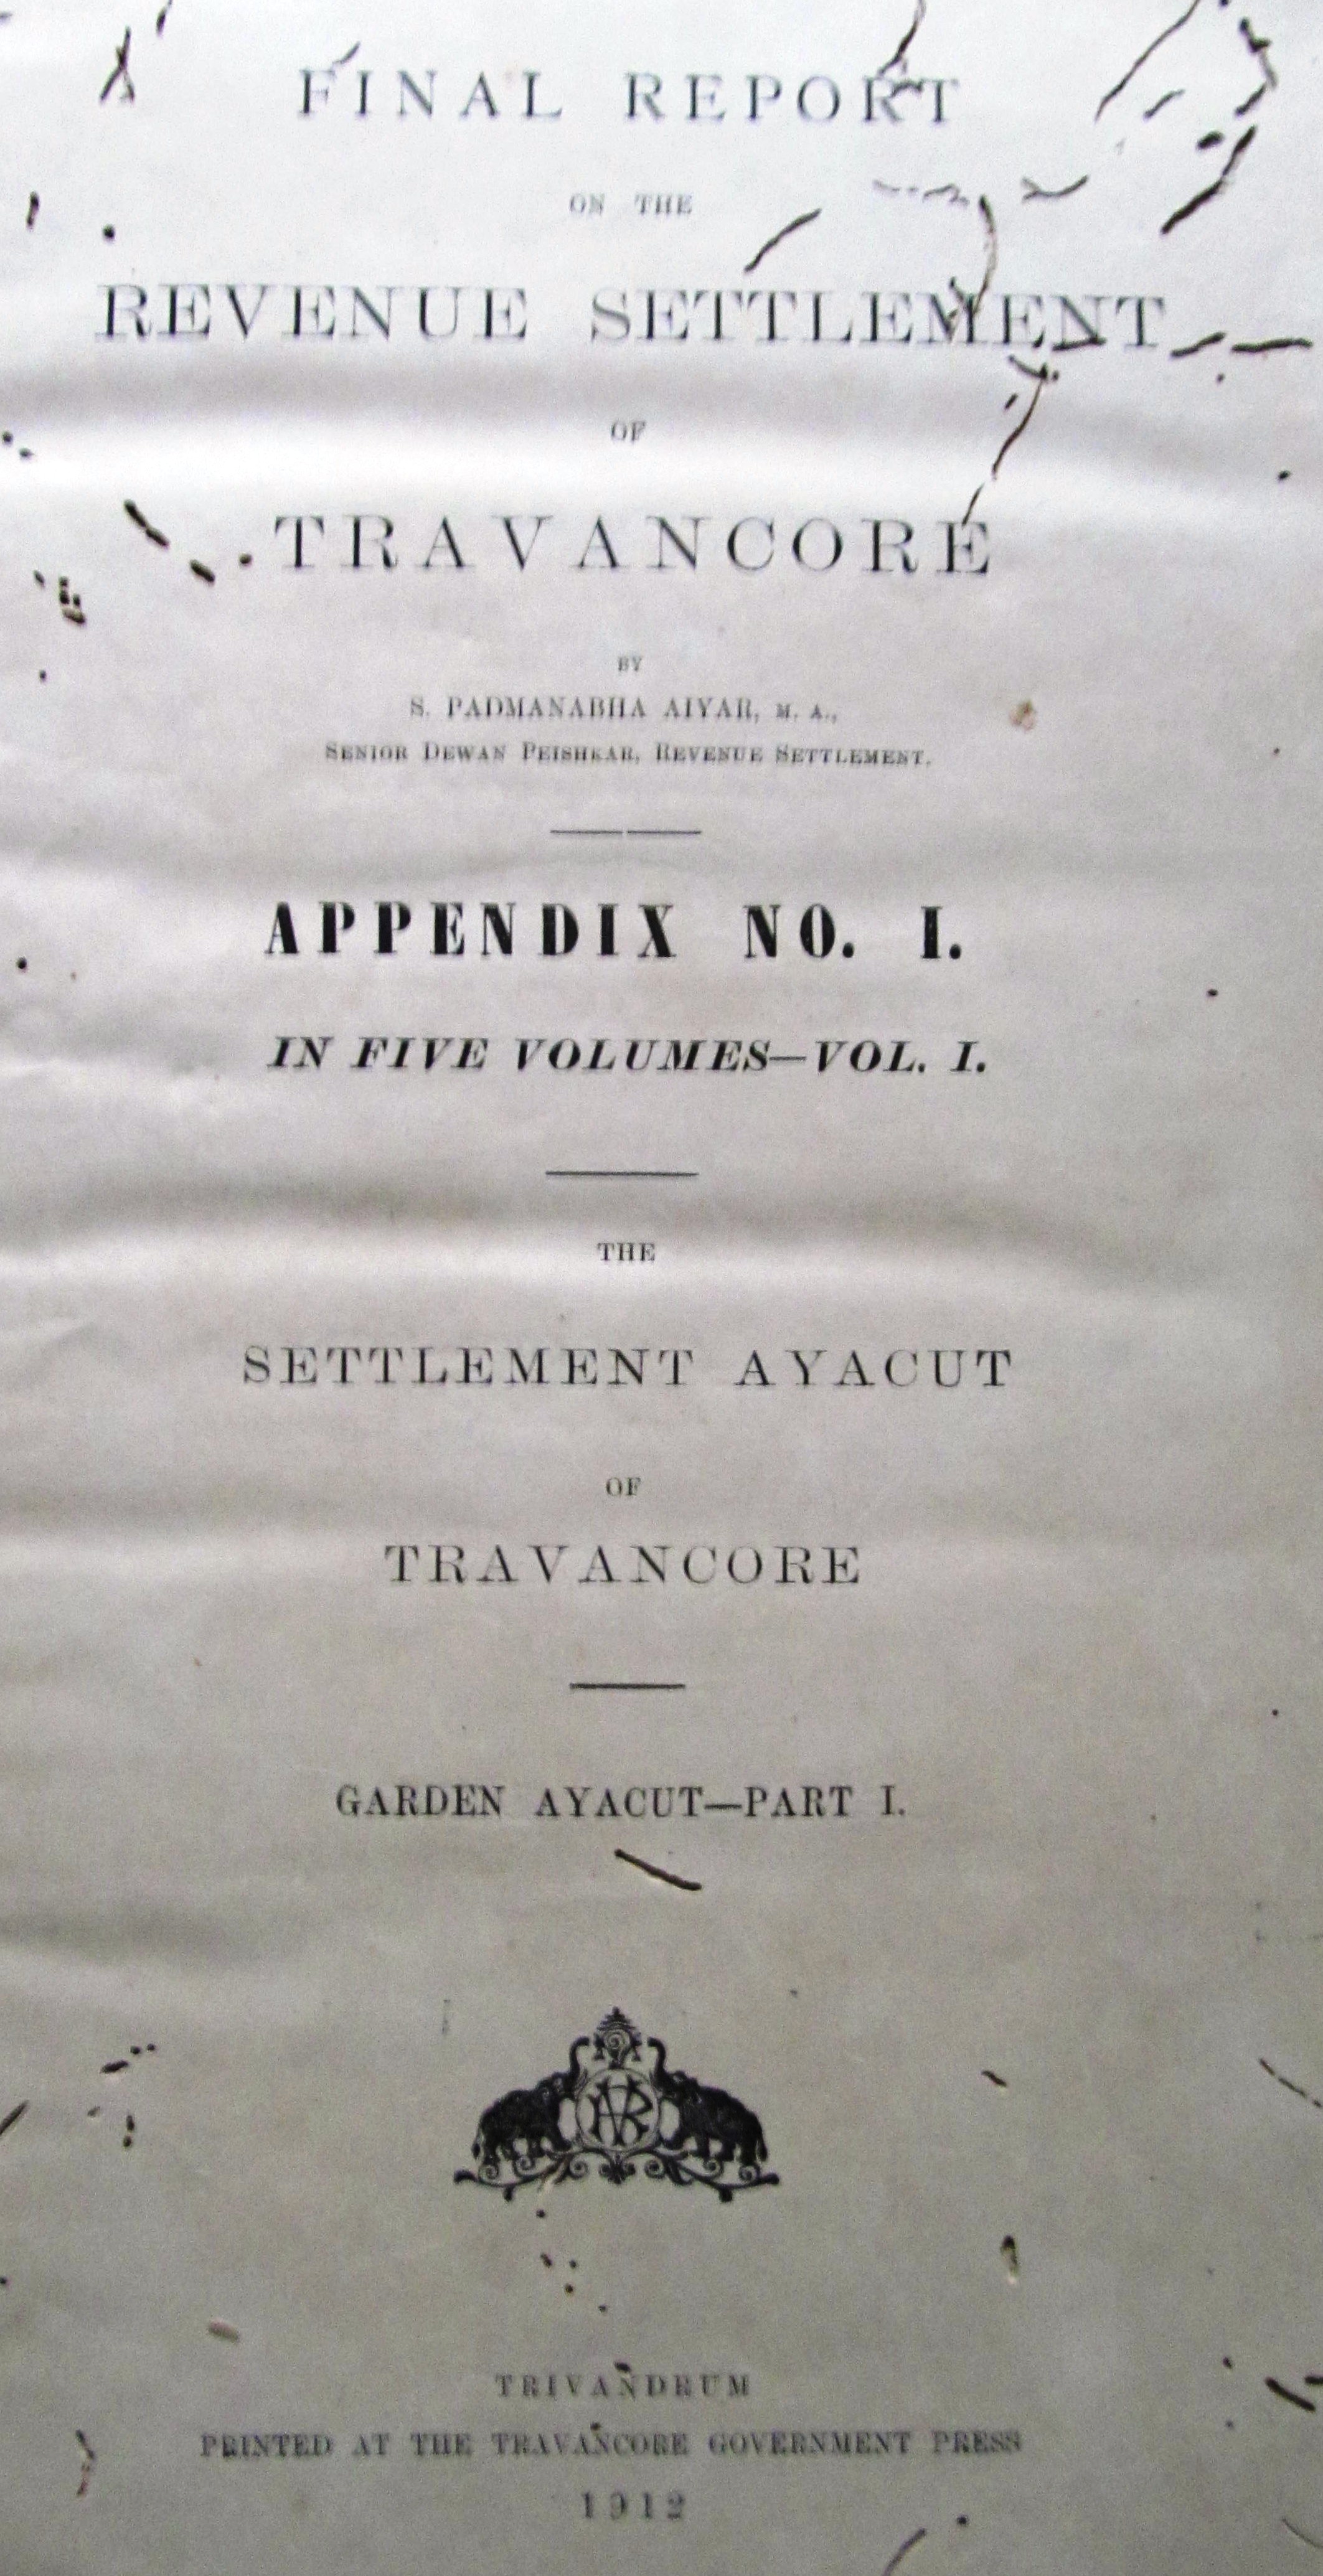 FINAL REPORT
ON THE
REVENUE SETTLEMENT
OF
TRAVANCORE
BY
S. PADMANABHA AIYAR, M. A.,
SENIOR DEWAN PEISHKAR, REVENUE SETTLEMENT.
APPENDIX NO. I.
IN FIVE VOLUMES—VOL. I.
THE
SETTLEMENT AYACUT
OF
TRAVANCORE
GARDEN AYACUT—PART I.
TRIVANDRUM
PRINTED AT THE TRAVANCORE GOVERNMENT PRESS
1912